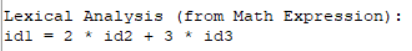 Lexical Analysis (from Math Expression):
id1 = 2 * id2 + 3 * id3